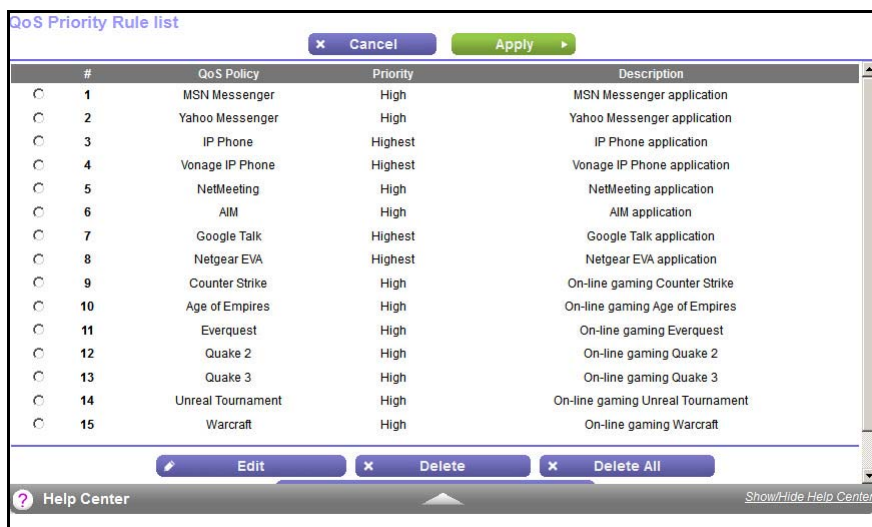 QoS Priority Rule list
Cancel Apply
# QoS Policy Priority Description
1 MSN Messenger High MSN Messenger application
2 Yahoo Messenger High Yahoo Messenger application
3 IP Phone Highest IP Phone application
4 Vonage IP Phone Highest Vonage IP Phone application
5 NetMeeting High NetMeeting application
6 AIM High AIM application
7 Google Talk Highest Google Talk application
8 Netgear EVA Highest Netgear EVA application
9 Counter Strike High On-line gaming Counter Strike
10 Age of Empires High On-line gaming Age of Empires
11 Everquest High On-line gaming Everquest
12 Quake 2 High On-line gaming Quake 2
13 Quake 3 High On-line gaming Quake 3
14 Unreal Tournament High On-line gaming Unreal Tournament
15 Warcraft High On-line gaming Warcraft
Edit Delete Delete All
? Help Center Show/Hide Help Center